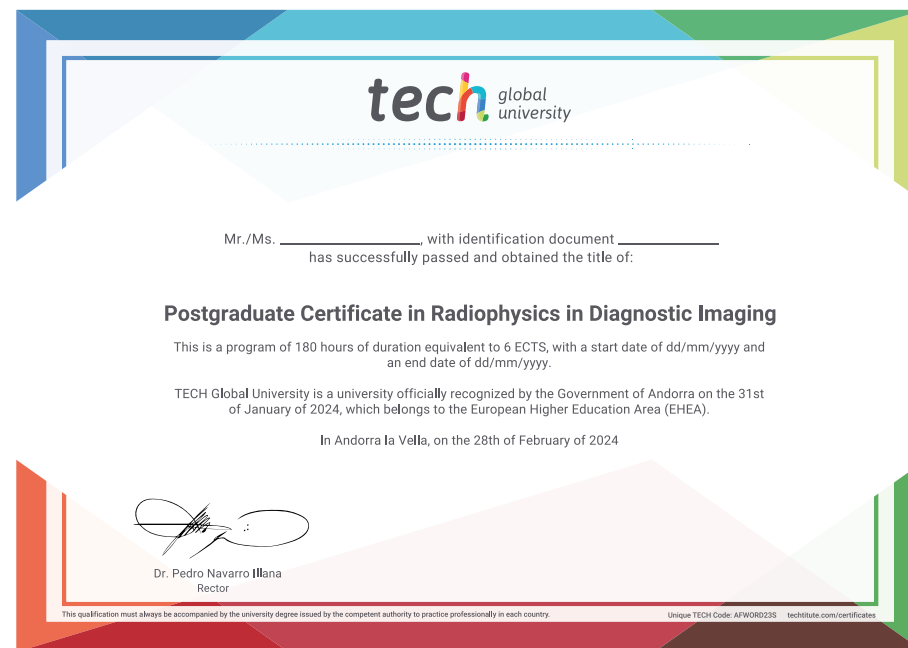 tech global
university
Mr./Ms. ________________, with identification document ____________
has successfully passed and obtained the title of:
Postgraduate Certificate in Radiophysics in Diagnostic Imaging
This is a program of 180 hours of duration equivalent to 6 ECTS, with a start date of dd/mm/yyyy and
an end date of dd/mm/yyyy.
TECH Global University is a university officially recognized by the Government of Andorra on the 31st
of January of 2024, which belongs to the European Higher Education Area (EHEA).
In Andorra la Vella, on the 28th of February of 2024
Dr. Pedro Navarro Illana
Rector
This qualification must always be accompanied by the university degree issued by the competent authority to practice professionally in each country. Unique TECH Code: AFWORD23S techtitute.com/certificates